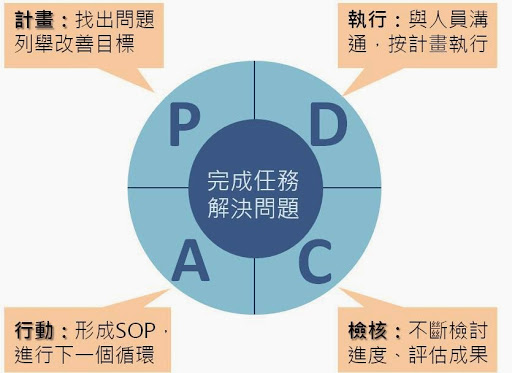 計畫：找出問題
列舉改善目標
執行：與人員溝
通，按計畫執行
P
D
完成任務
解決問題
A
C
行動：形成SOP，
進行下一個循環
檢核：不斷檢討
進度、評估成果